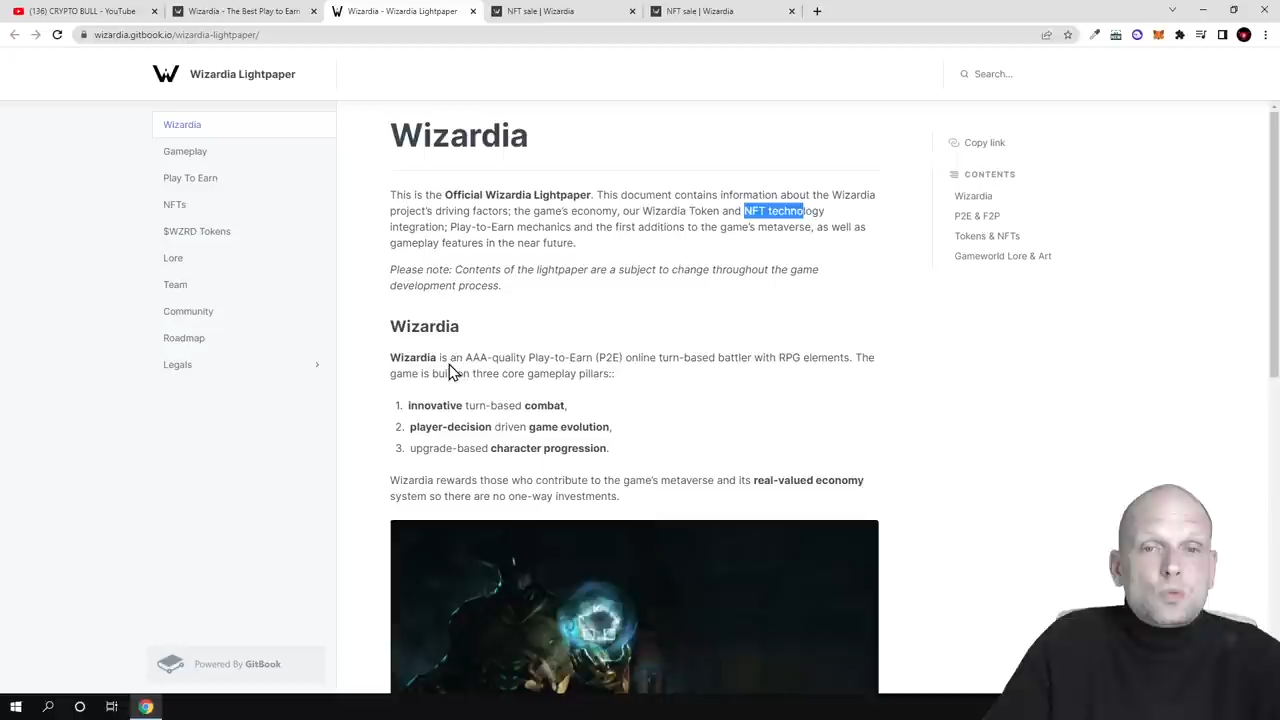 (136) CRYPTO BULL - YouTube
Wizardia - The Best Play to Earn
Wizardia - Wizardia Lightpaper
NFT sale | Wizardia
NFT sale | Wizardia
wizardia.gitbook.io/wizardia-lightpaper/
Wizardia Lightpaper
Search...
Wizardia
Gameplay
Play To Earn
NFTs
$WZRD Tokens
Lore
Team
Community
Roadmap
Legals
Powered By GitBook
Wizardia
This is the Official Wizardia Lightpaper. This document contains information about the Wizardia
project's driving factors; the game's economy, our Wizardia Token and NFT technology
integration; Play-to-Earn mechanics and the first additions to the game's metaverse, as well as
gameplay features in the near future.
Please note: Contents of the lightpaper are a subject to change throughout the game
development process.
Wizardia
Wizardia is an AAA-quality Play-to-Earn (P2E) online turn-based battler with RPG elements. The
game is built on three core gameplay pillars::
1. innovative turn-based combat,
2. player-decision driven game evolution,
3. upgrade-based character progression.
Wizardia rewards those who contribute to the game's metaverse and its real-valued economy
system so there are no one-way investments.
Copy link
CONTENTS
Wizardia
P2E & F2P
Tokens & NFTs
Gameworld Lore & Art